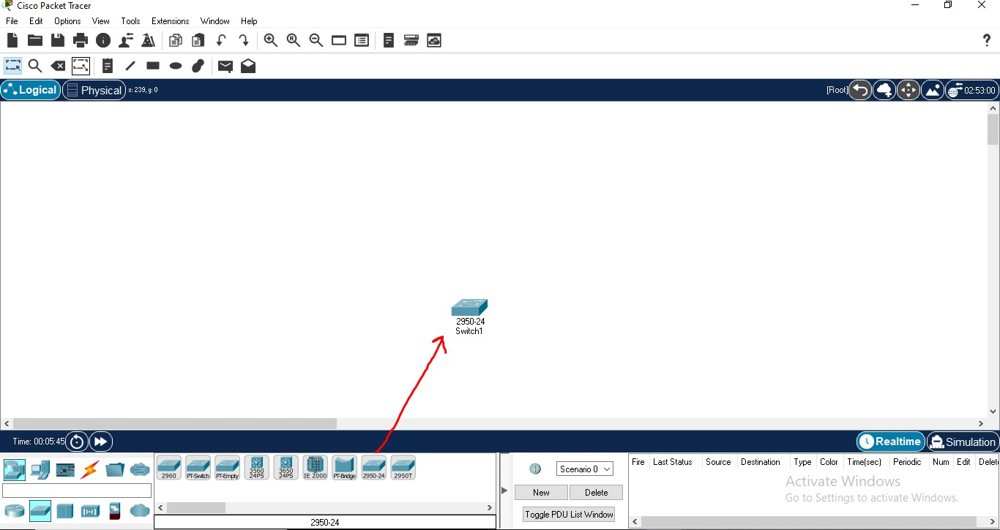 Cisco Packet Tracer
File Edit Options View Tools Extensions Window Help
?
Logical Physical x: 239, y: 0 [Root] 02:53:00
2950-24
Switch1
Time: 00:05:45 Realtime Simulation
2960 PT-Switch PT-Empty 3560 24PS 3650 24PS IE 2000 PT-Bridge 2950-24 2950T
2950-24
Scenario 0
New Delete
Toggle PDU List Window
Fire Last Status Source Destination Type Color Time(sec) Periodic Num Edit Delet
Activate Windows
Go to Settings to activate Windows.